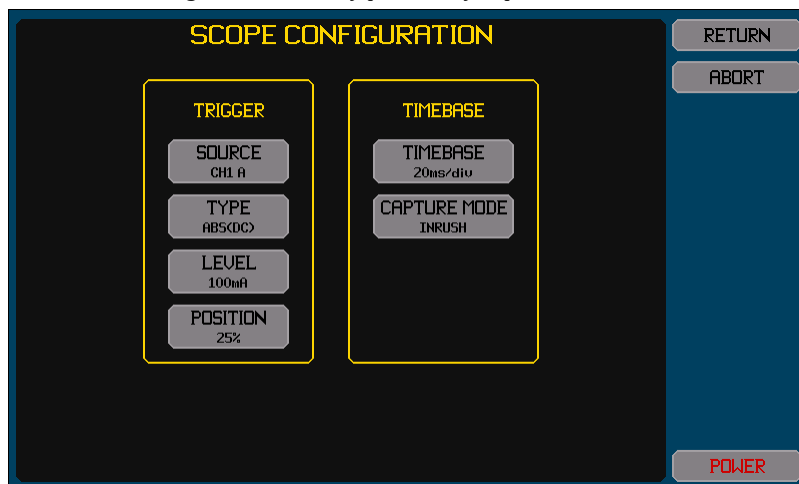 SCOPE CONFIGURATION
RETURN
ABORT
TRIGGER
SOURCE
CH1 A
TYPE
ABS(DC)
LEVEL
100mA
POSITION
25%
TIMEBASE
TIMEBASE
20ms/div
CAPTURE MODE
INRUSH
POWER